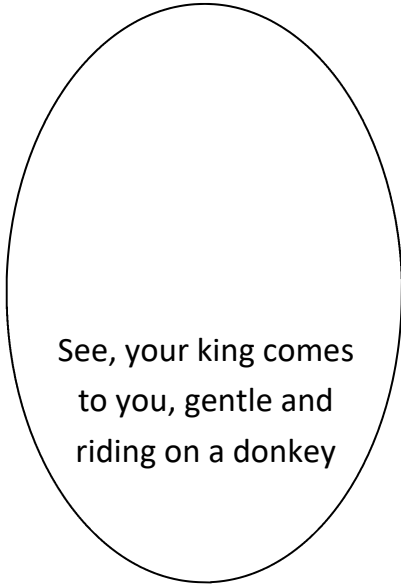 See, your king comes
to you, gentle and
riding on a donkey